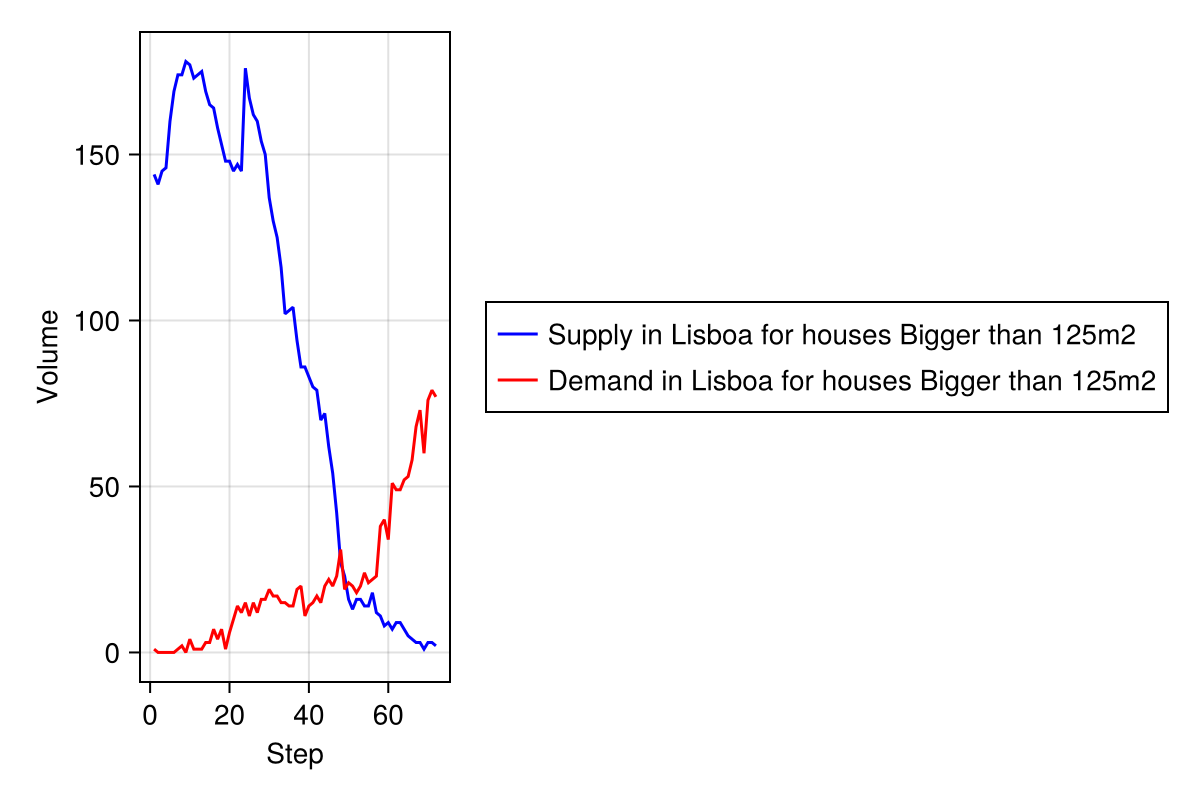 150
100
50
0
Volume
0 20 40 60
Step
Supply in Lisboa for houses Bigger than 125m2
Demand in Lisboa for houses Bigger than 125m2